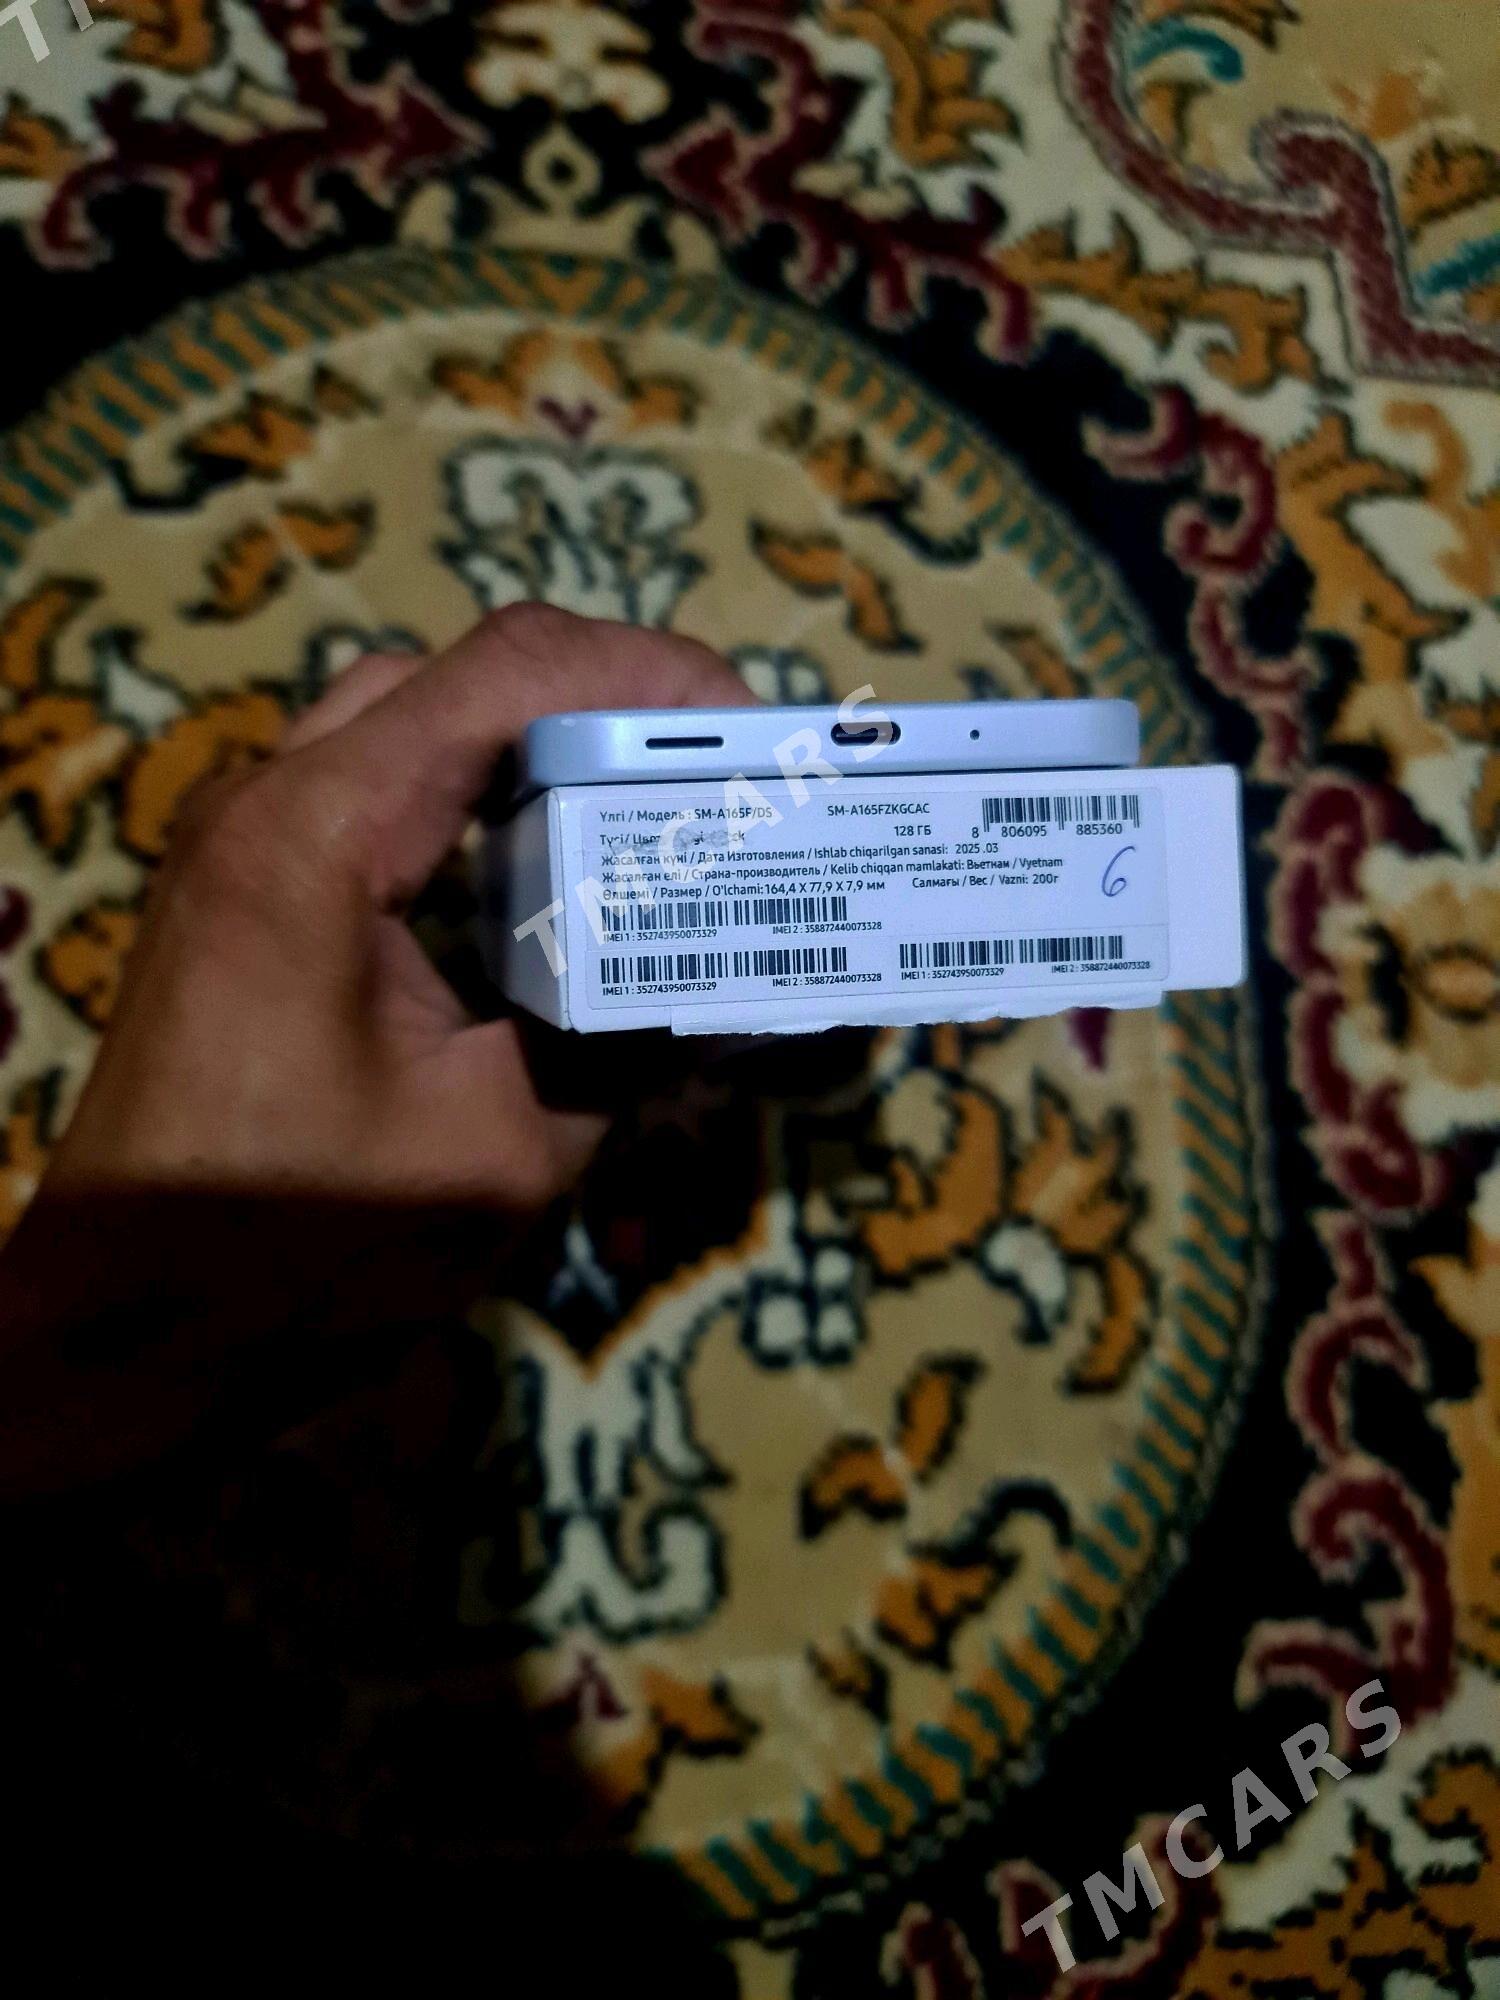 TMCARS
Үлгі / Модель : SM-A165F/DS SM-A165FZKGCAC
Түсі/ Цвет 128 ГБ 8 806095 885360
Жасалған күні / Дата Изготовления / Ishlab chiqarilgan sanasi: 2025 .03
Жасалған елі / Страна-производитель / Kelib chiqqan mamlakati: Вьетнам / Vyetnam
Өлшемі / Размер / O'lchami: 164,4 X 77,9 X 7,9 мм Салмағы / Вес / Vazni: 200г
6
IMEI 1 : 352743950073329 IMEI 2 : 358872440073328
IMEI 1 : 352743950073329 IMEI 2 : 358872440073328
IMEI 1 : 352743950073329 IMEI 2 : 358872440073328
TMCARS